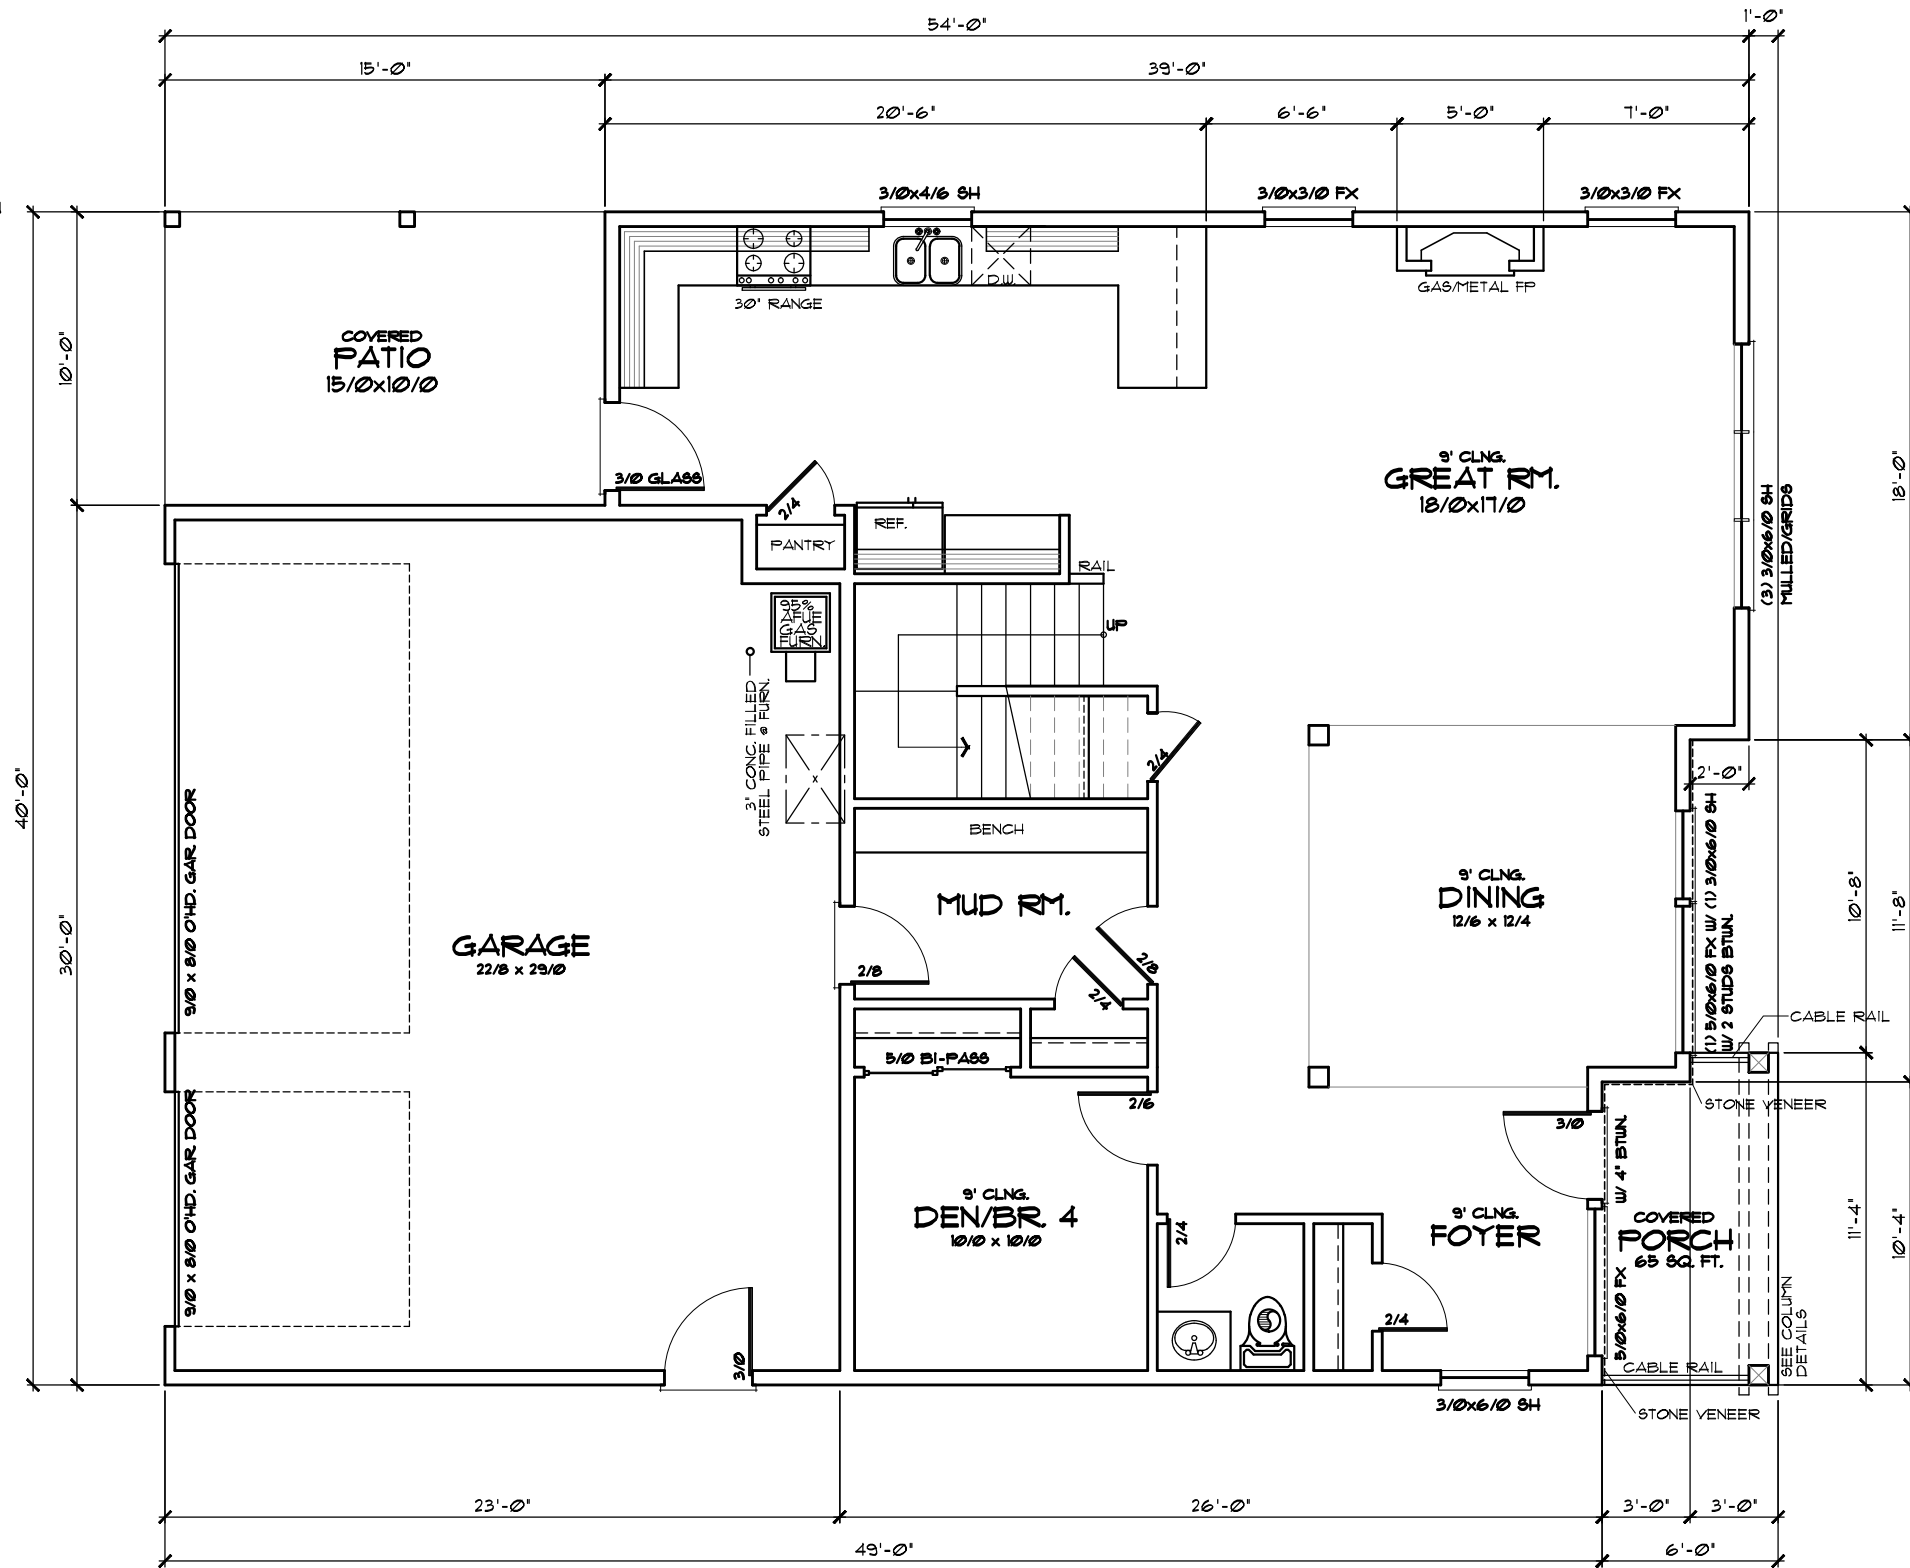 54'-0"
1'-0"
15'-0"
39'-0"
20'-6"
6'-6"
5'-0"
7'-0"
3/0x4/6 SH
3/0x3/0 FX
3/0x3/0 FX
D.W.
30" RANGE
GAS/METAL FP
COVERED
PATIO
15/0x10/0
10'-0"
18'-0"
9' CLNG.
GREAT RM.
18/0x17/0
3/0 GLASS
2/4
(3) 3/0x6/0 SH
MULLED/GRIDS
REF.
PANTRY
RAIL
95%
AFUE
GAS
FURN.
UP
3" CONC. FILLED
STEEL PIPE @ FURN.
2/4
2'-0"
40'-0"
30'-0"
9/0 x 8/0 O'HD. GAR. DOOR
BENCH
MUD RM.
9' CLNG.
DINING
12/6 x 12/4
(1) 5/0x6/0 FX W/ (1) 3/0x6/0 SH
W/ 2 STUDS BTWN.
10'-8"
11'-8"
GARAGE
22/8 x 29/0
2/8
2/8
2/4
CABLE RAIL
5/0 BI-PASS
2/6
STONE VENEER
3/0
9/0 x 8/0 O'HD. GAR. DOOR
9' CLNG.
DEN/BR. 4
10/0 x 10/0
2/4
9' CLNG.
FOYER
5/0x6/0 FX W/ 4" BTWN.
COVERED
PORCH
65 SQ. FT.
11'-4"
10'-4"
2/4
3/0
SEE COLUMN
DETAILS
CABLE RAIL
3/0x6/0 SH
STONE VENEER
23'-0"
26'-0"
3'-0"
3'-0"
49'-0"
6'-0"